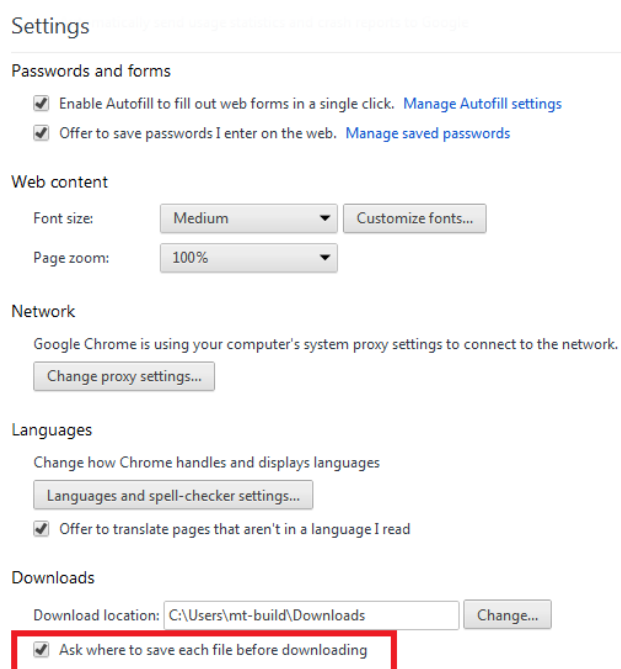 Settings
Passwords and forms
Enable Autofill to fill out web forms in a single click. Manage Autofill settings
Offer to save passwords I enter on the web. Manage saved passwords
Web content
Font size: Medium Customize fonts...
Page zoom: 100%
Network
Google Chrome is using your computer's system proxy settings to connect to the network.
Change proxy settings...
Languages
Change how Chrome handles and displays languages
Languages and spell-checker settings...
Offer to translate pages that aren't in a language I read
Downloads
Download location: C:\Users\mt-build\Downloads Change...
Ask where to save each file before downloading